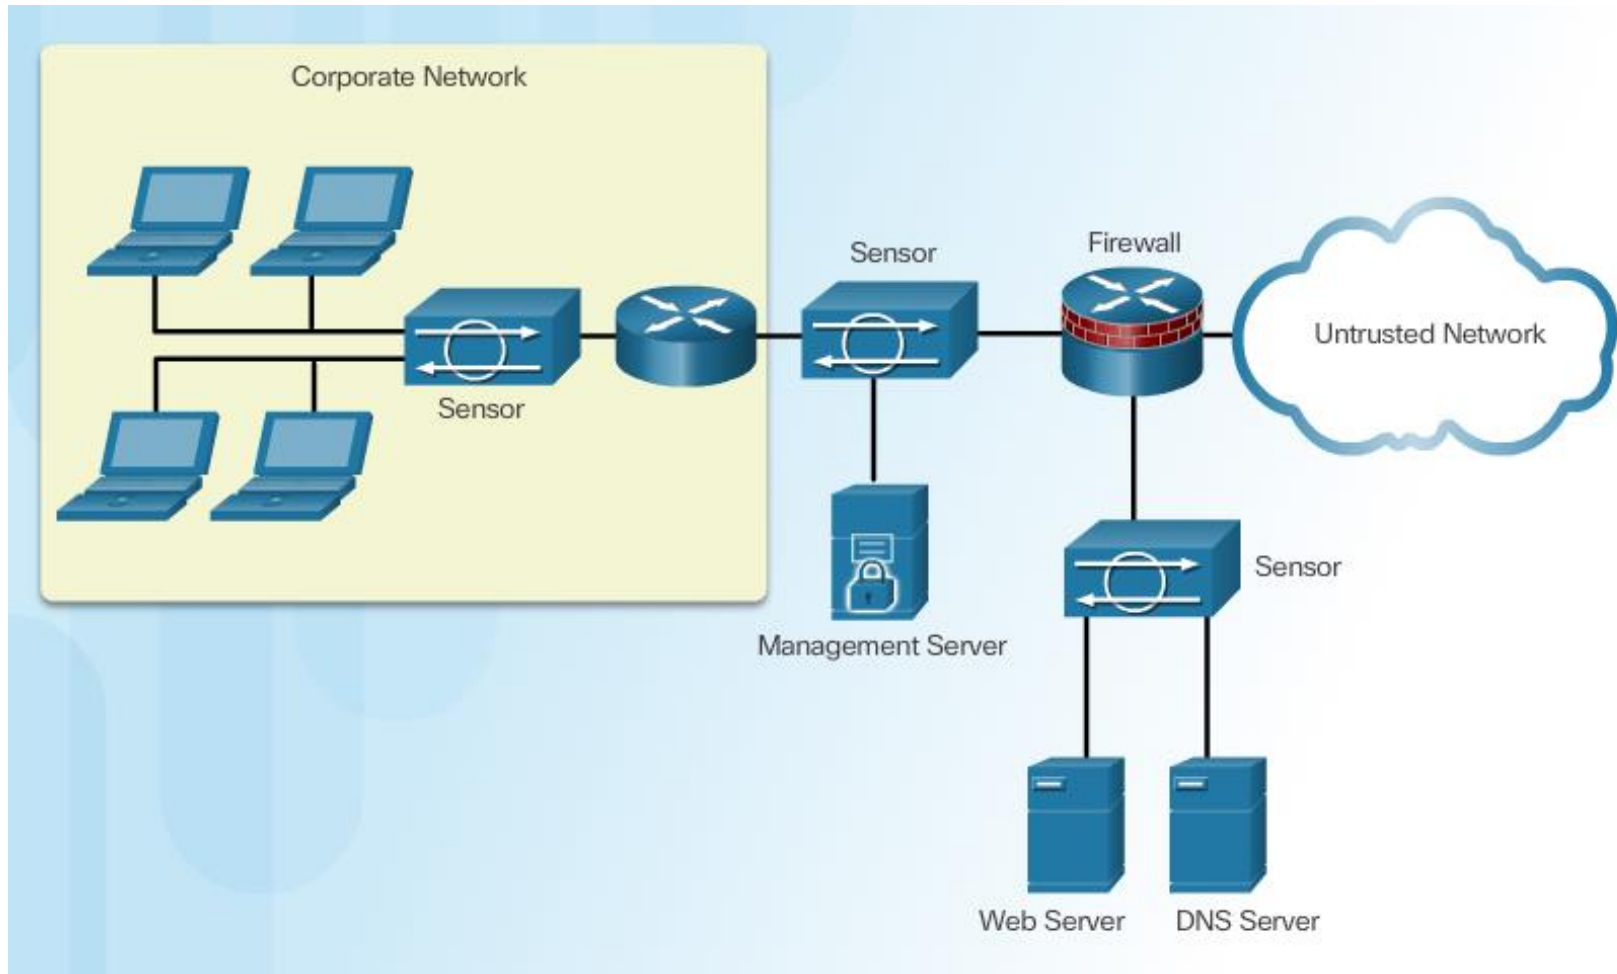 Corporate Network
Sensor
Sensor
Firewall
Untrusted Network
Management Server
Sensor
Web Server
DNS Server